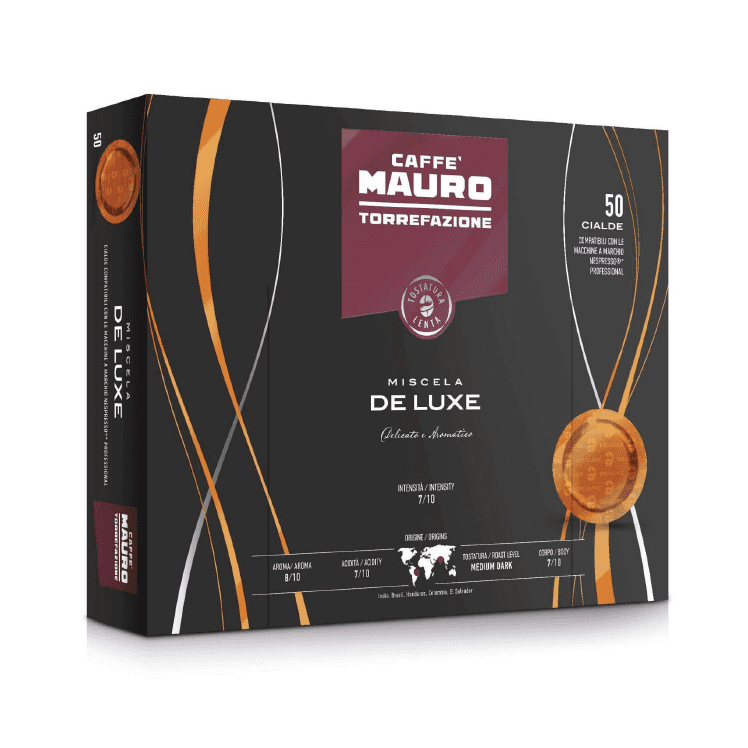 50
CIALDE COMPATIBILI CON LE MACCHINE A MARCHIO NESPRESSO®* PROFESSIONAL
MISCELA
DE LUXE
CAFFE'
MAURO
TORREFAZIONE
CAFFE'
MAURO
TORREFAZIONE
TOSTATURA
LENTA
50
CIALDE
COMPATIBILI CON LE
MACCHINE A MARCHIO
NESPRESSO®*
PROFESSIONAL
MISCELA
DE LUXE
Delicato e Aromatico
INTENSITÀ / INTENSITY
7/10
ORIGINE / ORIGINS
AROMA / AROMA
8/10
ACIDITÀ / ACIDITY
7/10
TOSTATURA / ROAST LEVEL
MEDIUM DARK
CORPO / BODY
7/10
India, Brasil, Honduras, Colombia, El Salvador